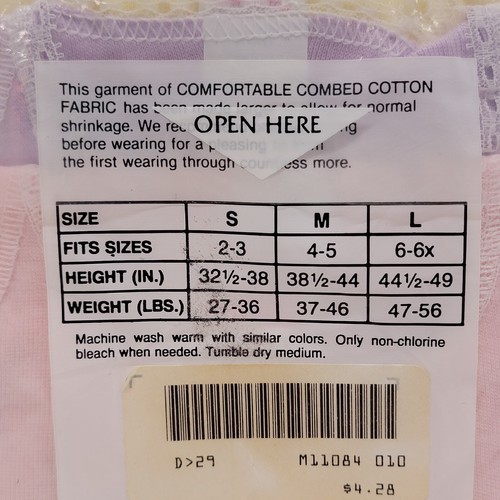 This garment of COMFORTABLE COMBED COTTON
FABRIC has been made larger to allow for normal
shrinkage. We
OPEN HERE
before wearing for a pleasing
the first wearing through countless more.
SIZE S M L
FITS SIZES 2-3 4-5 6-6x
HEIGHT (IN.) 32½-38 38½-44 44½-49
WEIGHT (LBS.) 27-36 37-46 47-56
Machine wash warm with similar colors. Only non-chlorine
bleach when needed. Tumble dry medium.
D>29 M11084 010
$4.28